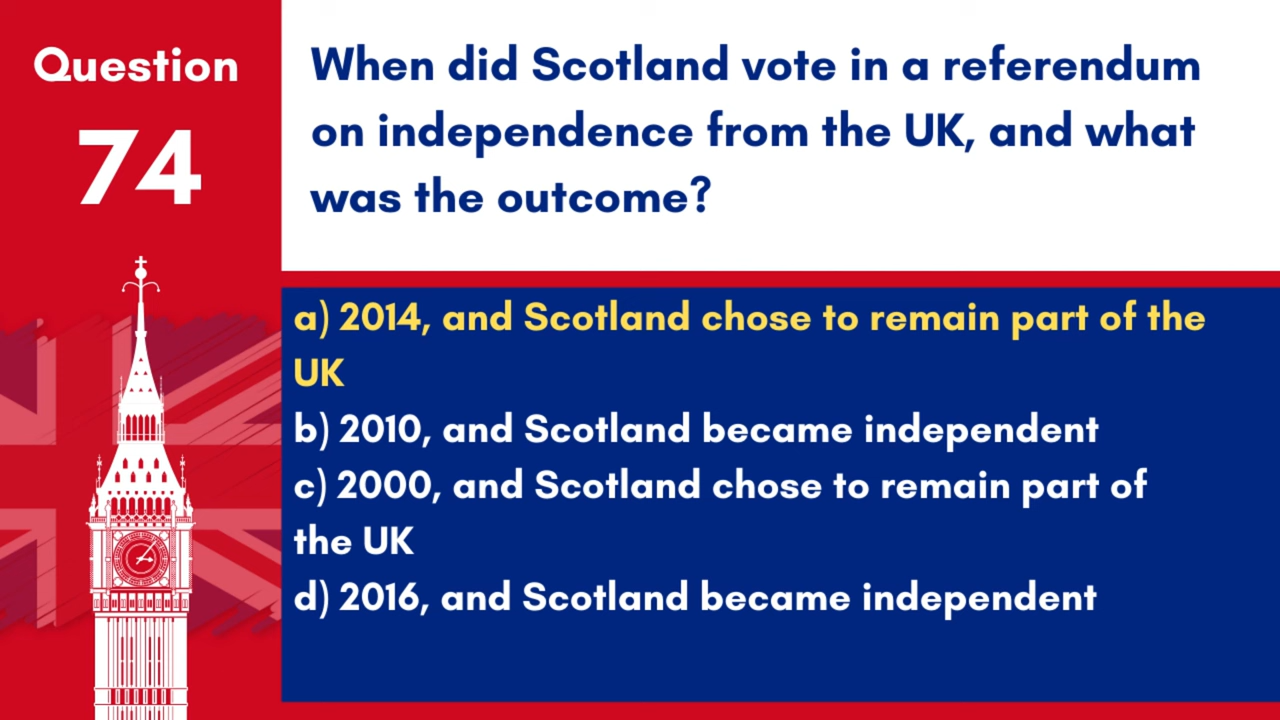 Question
74
When did Scotland vote in a referendum
on independence from the UK, and what
was the outcome?
a) 2014, and Scotland chose to remain part of the
UK
b) 2010, and Scotland became independent
c) 2000, and Scotland chose to remain part of
the UK
d) 2016, and Scotland became independent